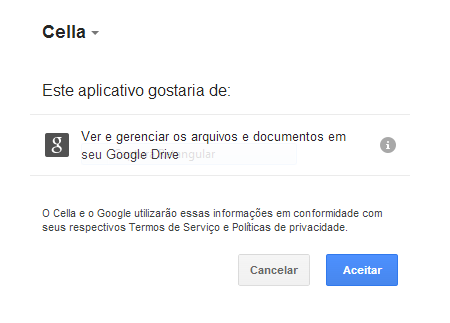 Cella
Este aplicativo gostaria de:
g
Ver e gerenciar os arquivos e documentos em
seu Google Drive
O Cella e o Google utilizarão essas informações em conformidade com
seus respectivos Termos de Serviço e Políticas de privacidade.
Cancelar
Aceitar